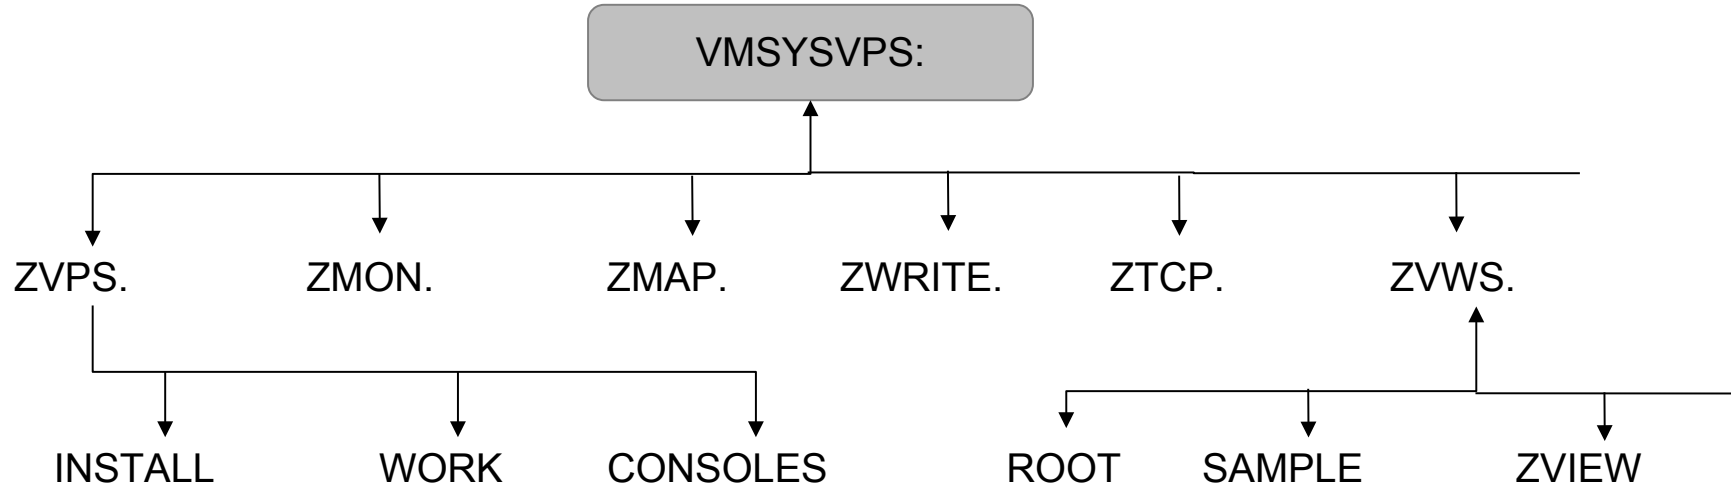 VMSYSVPS:
ZVPS. ZMON. ZMAP. ZWRITE. ZTCP. ZVWS.
INSTALL WORK CONSOLES ROOT SAMPLE ZVIEW